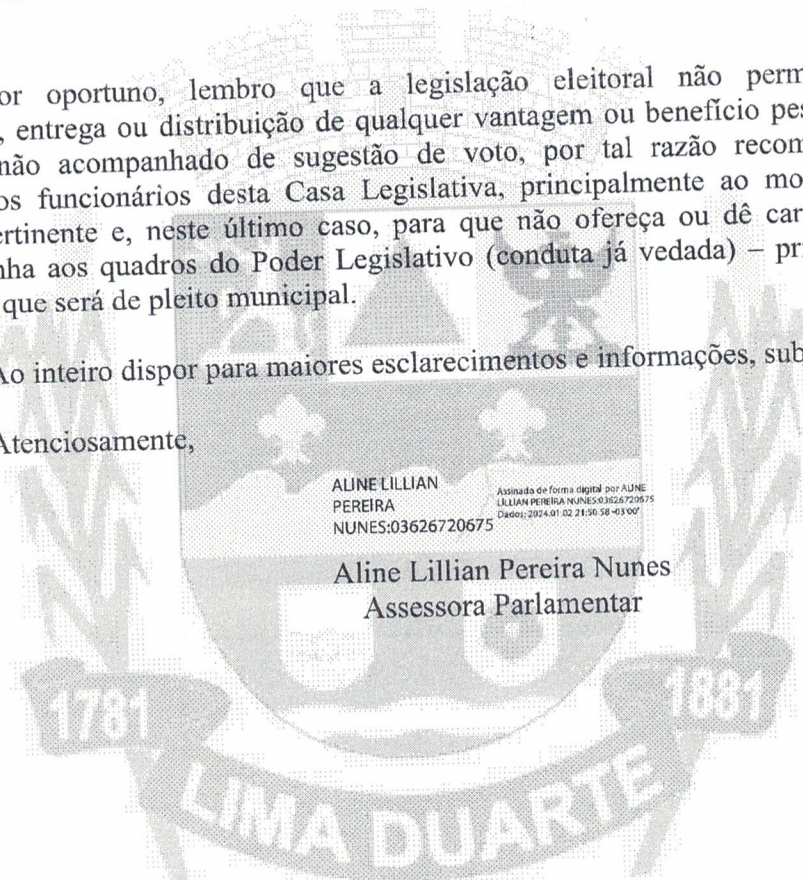 or oportuno, lembro que a legislação eleitoral não perm
, entrega ou distribuição de qualquer vantagem ou benefício pes
não acompanhado de sugestão de voto, por tal razão recon
os funcionários desta Casa Legislativa, principalmente ao mo
ertinente e, neste último caso, para que não ofereça ou dê car
nha aos quadros do Poder Legislativo (conduta já vedada) – pr
que será de pleito municipal.
Ao inteiro dispor para maiores esclarecimentos e informações, sub
Atenciosamente,
ALINE LILLIAN
PEREIRA
NUNES:03626720675
Assinado de forma digital por ALINE
LILLIAN PEREIRA NUNES:03626720675
Dados: 2024.01.02 21:50:58 -03'00'
Aline Lillian Pereira Nunes
Assessora Parlamentar
1781
1881
LIMA DUARTE